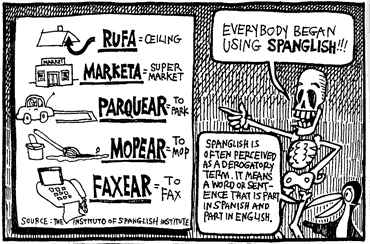 RUFA=CEILING
MARKET
MARKETA=SUPER
MARKET
PARQUEAR=TO
PARK
MOPEAR=TO
MOP
FAXEAR=TO
FAX
SOURCE: THE INSTITUTO OF SPANGLISH INSTITUTE
EVERYBODY BEGAN
USING SPANGLISH!!!
SPANGLISH IS
OFTEN PERCEIVED
AS A DEROGATORY
TERM. IT MEANS
A WORD OR SENT-
ENCE THAT IS PART
IN SPANISH AND
PART IN ENGLISH.